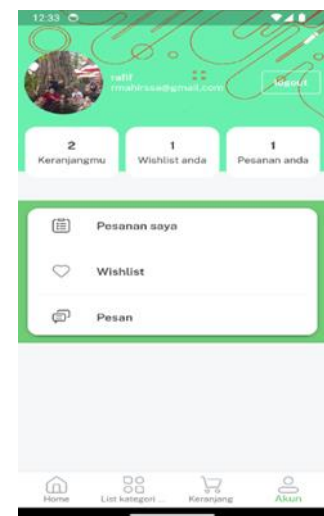 12.33
rafif
rmahirssa@gmail.com
logout
2
Keranjangmu
1
Wishlist anda
1
Pesanan anda
Pesanan saya
Wishlist
Pesan
Home
List kategori ...
Keranjang
Akun